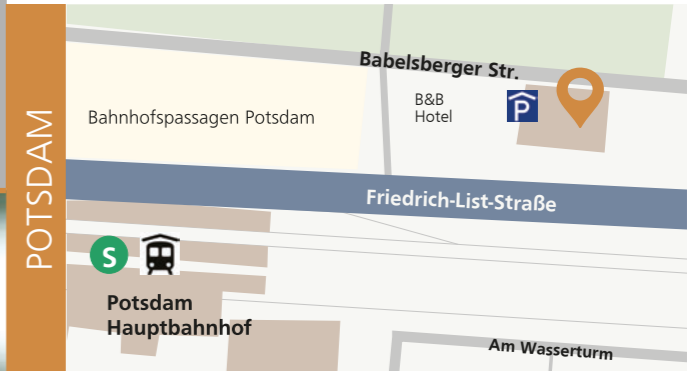 POTSDAM
Babelsberger Str.
B&B
Hotel
P
Bahnhofspassagen Potsdam
Friedrich-List-Straße
S
Potsdam
Hauptbahnhof
Am Wasserturm